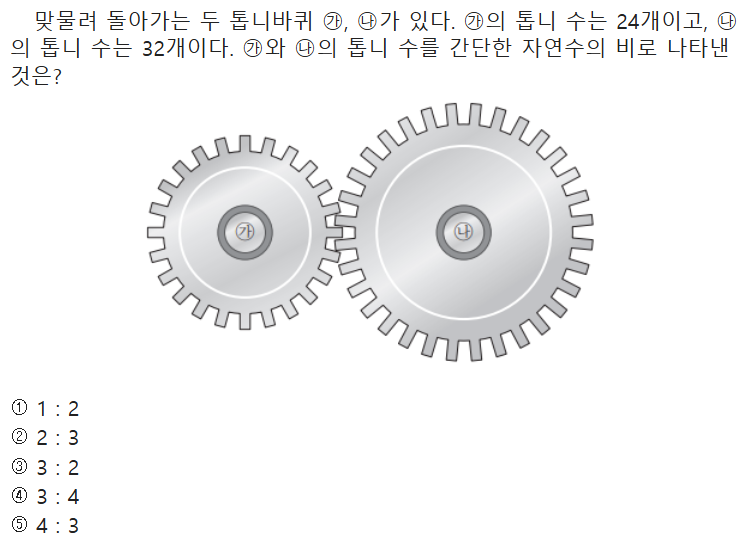 맞물려 돌아가는 두 톱니바퀴 ㉮, ㉯가 있다. ㉮의 톱니 수는 24개이고, ㉯
의 톱니 수는 32개이다. ㉮와 ㉯의 톱니 수를 간단한 자연수의 비로 나타낸
것은?
㉮ ㉯
① 1 : 2
② 2 : 3
③ 3 : 2
④ 3 : 4
⑤ 4 : 3